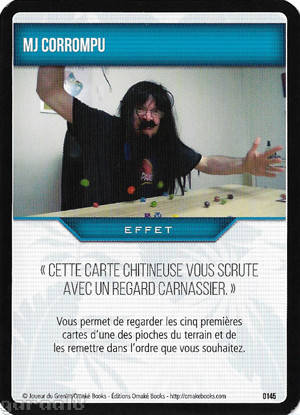 MJ CORROMPU
EFFET
« CETTE CARTE CHITINEUSE VOUS SCRUTE
AVEC UN REGARD CARNASSIER. »
Vous permet de regarder les cinq premières
cartes d'une des pioches du terrain et de
les remettre dans l'ordre que vous souhaitez.
© Joueur du Grenier/Omaké Books - Éditions Omaké Books - http://omakebooks.com/
0145